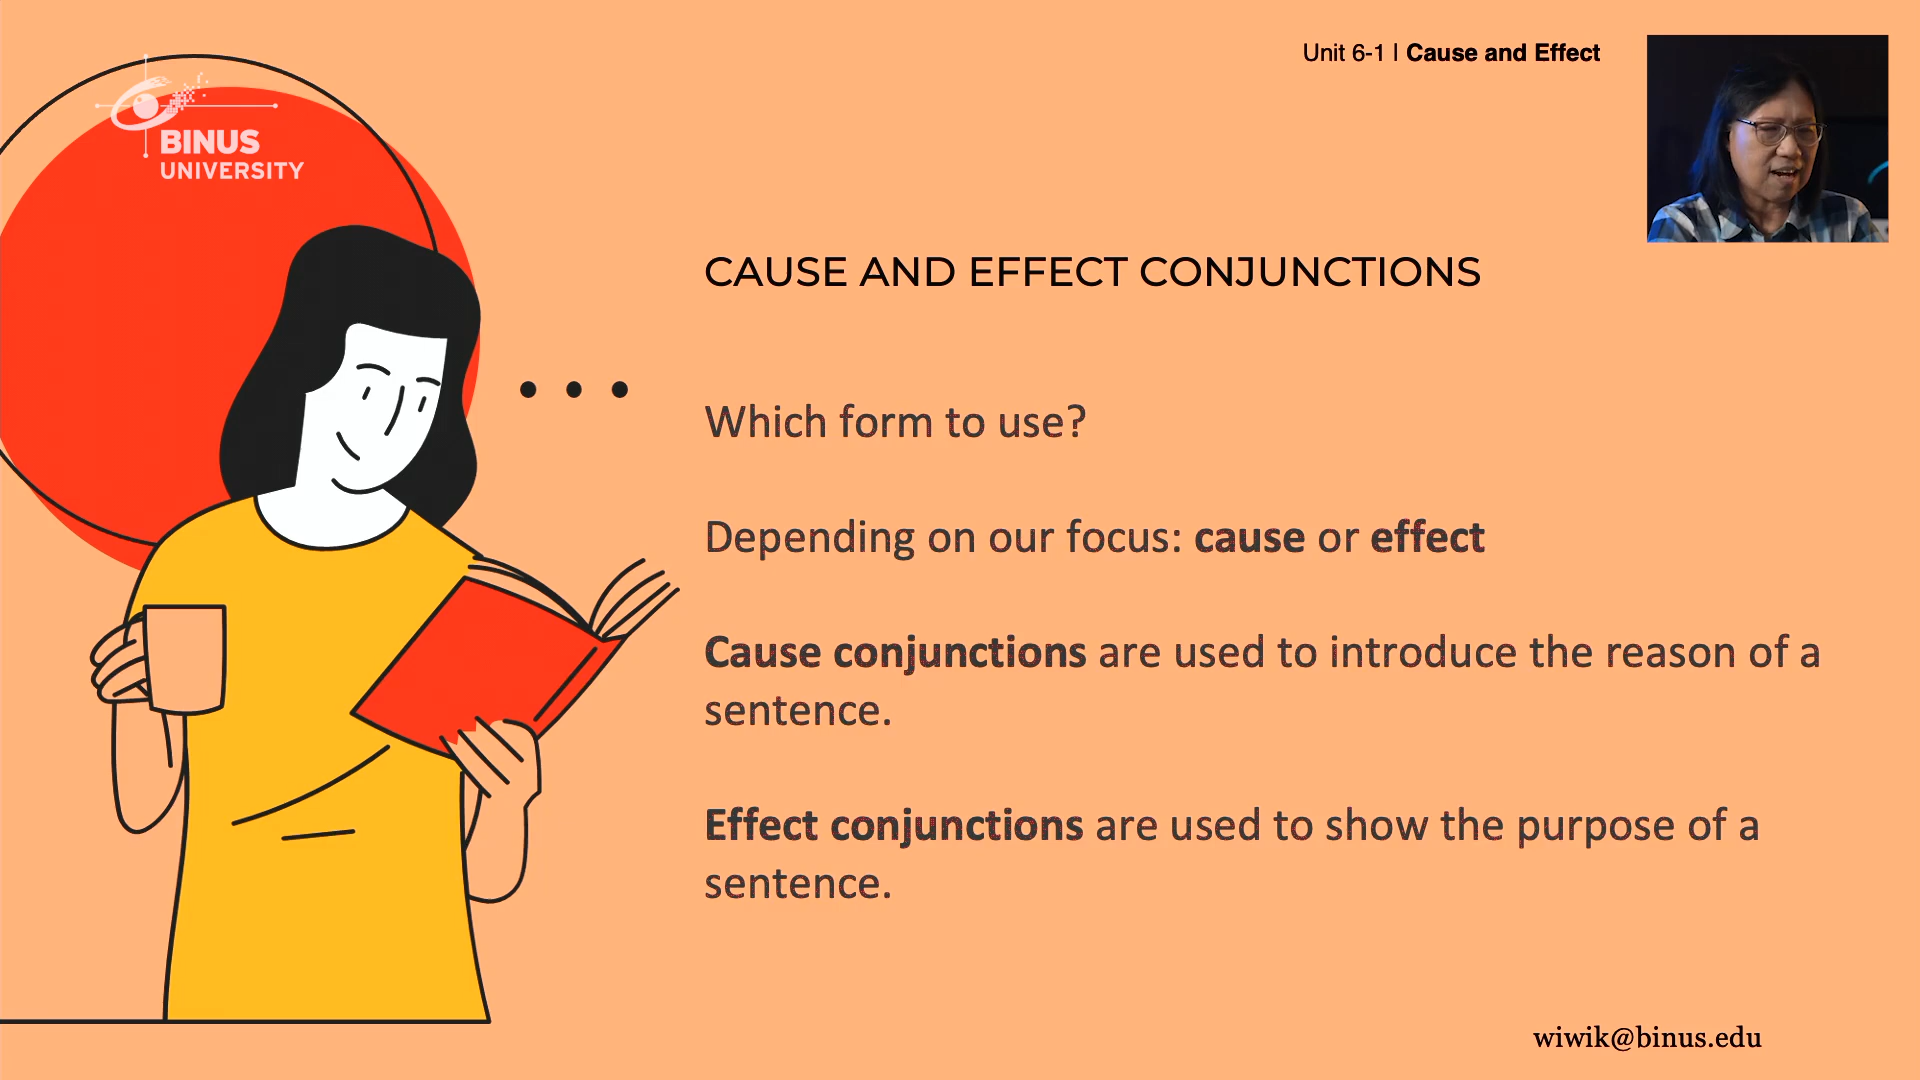 Unit 6-1 | Cause and Effect
BINUS
UNIVERSITY
CAUSE AND EFFECT CONJUNCTIONS
Which form to use?
Depending on our focus: cause or effect
Cause conjunctions are used to introduce the reason of a
sentence.
Effect conjunctions are used to show the purpose of a
sentence.
wiwik@binus.edu